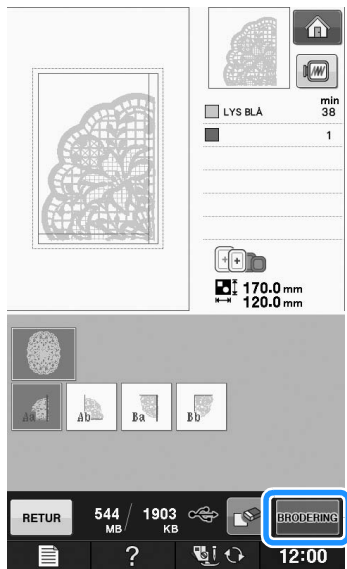 min
LYS BLÅ 38
1
170.0 mm
120.0 mm
Aa Ab Ba Bb
RETUR 544 MB / 1903 KB BRODERING
? 12:00